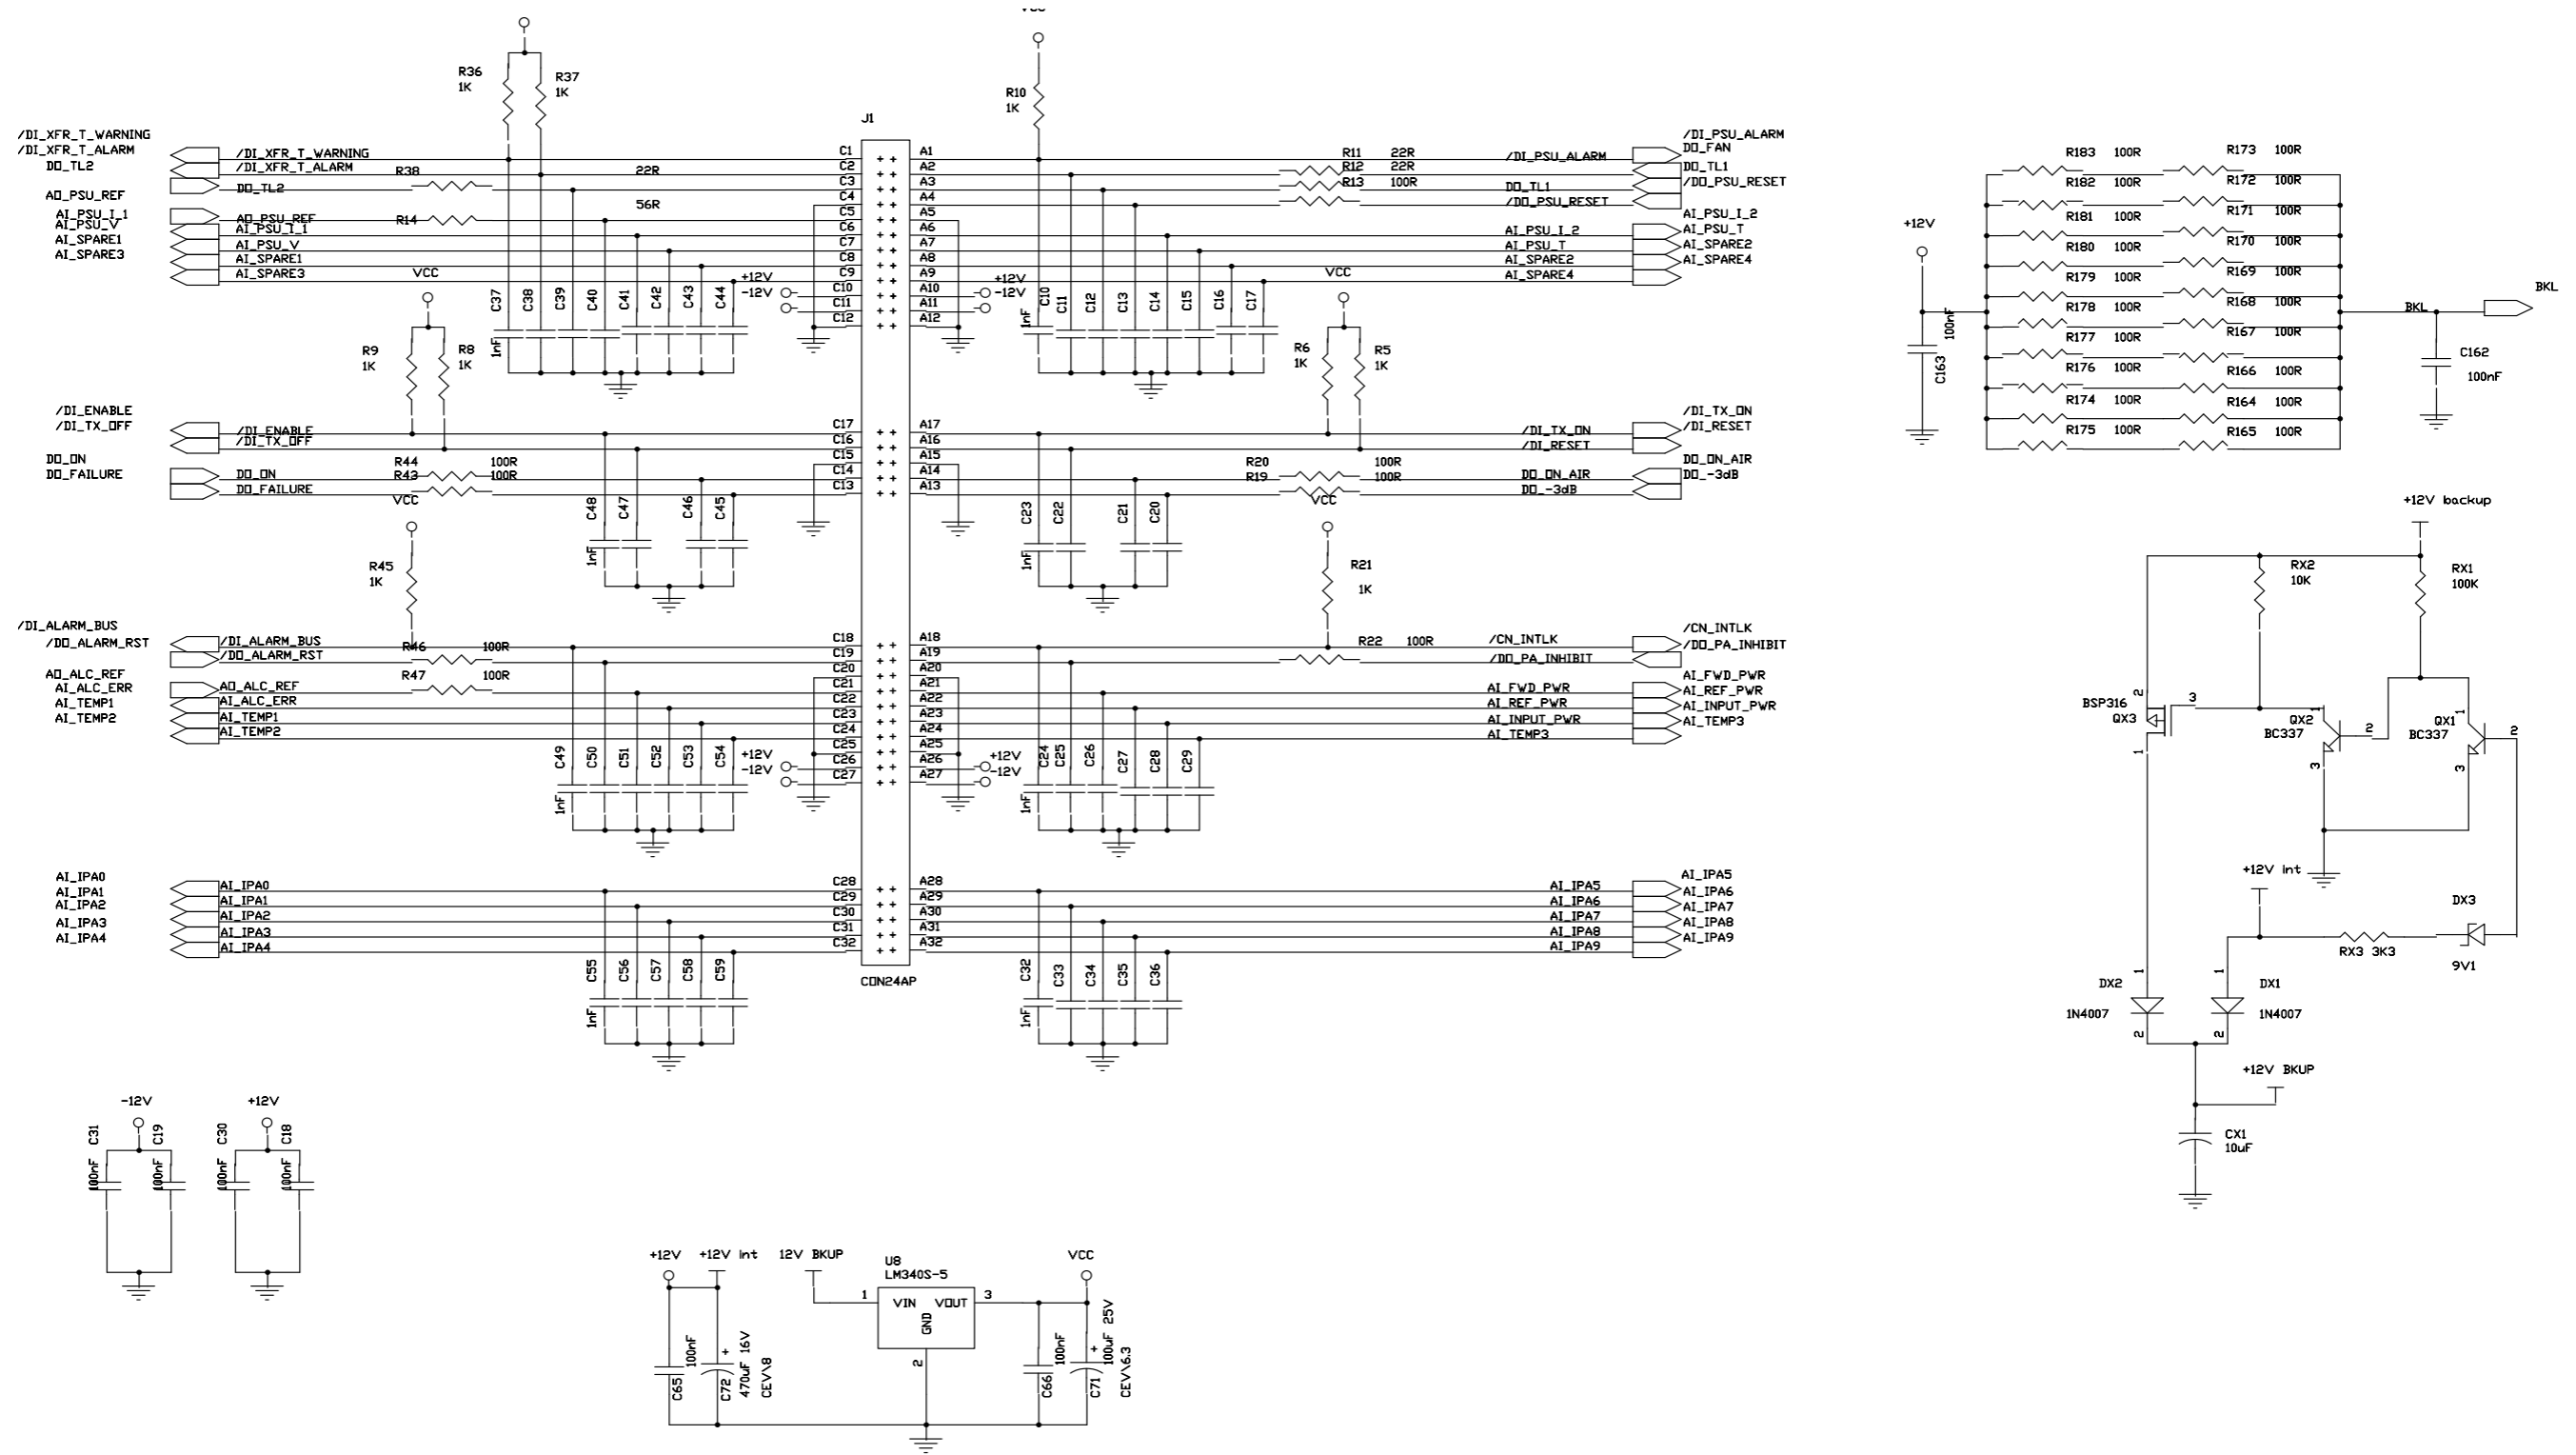 VCC
R36
1K
R37
1K
R10
1K
J1
/DI_XFR_T_WARNING
/DI_XFR_T_ALARM
DO_TL2
AO_PSU_REF
AI_PSU_I_1
AI_PSU_V
AI_SPARE1
AI_SPARE3
/DI_XFR_T_WARNING
/DI_XFR_T_ALARM
R38
22R
DO_TL2
56R
AO_PSU_REF
R14
AI_PSU_I_1
AI_PSU_V
AI_SPARE1
AI_SPARE3
VCC
C1
C2
C3
C4
C5
C6
C7
C8
C9
C10
C11
C12
A1
A2
A3
A4
A5
A6
A7
A8
A9
A10
A11
A12
+12V
-12V
+12V
-12V
R11 22R
R12 22R
R13 100R
/DI_PSU_ALARM
DO_TL1
/DO_PSU_RESET
AI_PSU_I_2
AI_PSU_T
AI_SPARE2
AI_SPARE4
VCC
/DI_PSU_ALARM
DO_FAN
DO_TL1
/DO_PSU_RESET
AI_PSU_I_2
AI_PSU_T
AI_SPARE2
AI_SPARE4
C37
C38
C39
C40
C41
C42
C43
C44
1nF
C10
C11
C12
C13
C14
C15
C16
C17
1nF
R9
1K
R8
1K
R6
1K
R5
1K
/DI_ENABLE
/DI_TX_OFF
DO_ON
DO_FAILURE
/DI_ENABLE
/DI_TX_OFF
R44 100R
DO_ON
R43 100R
DO_FAILURE
VCC
C17
C16
C15
C14
C13
A17
A16
A15
A14
A13
/DI_TX_ON
/DI_RESET
R20 100R
R19 100R
DO_ON_AIR
DO_-3dB
VCC
/DI_TX_ON
/DI_RESET
DO_ON_AIR
DO_-3dB
C48
C47
C46
C45
1nF
C23
C22
C21
C20
1nF
R45
1K
R21
1K
/DI_ALARM_BUS
/DO_ALARM_RST
AO_ALC_REF
AI_ALC_ERR
AI_TEMP1
AI_TEMP2
/DI_ALARM_BUS
R46 100R
/DO_ALARM_RST
R47 100R
AO_ALC_REF
AI_ALC_ERR
AI_TEMP1
AI_TEMP2
C18
C19
C20
C21
C22
C23
C24
C25
C26
C27
A18
A19
A20
A21
A22
A23
A24
A25
A26
A27
+12V
-12V
+12V
-12V
R22 100R
/CN_INTLK
/DO_PA_INHIBIT
AI_FWD_PWR
AI_REF_PWR
AI_INPUT_PWR
AI_TEMP3
/CN_INTLK
/DO_PA_INHIBIT
AI_FWD_PWR
AI_REF_PWR
AI_INPUT_PWR
AI_TEMP3
C49
C50
C51
C52
C53
C54
1nF
C24
C25
C26
C27
C28
C29
1nF
AI_IPA0
AI_IPA1
AI_IPA2
AI_IPA3
AI_IPA4
AI_IPA0
AI_IPA1
AI_IPA2
AI_IPA3
AI_IPA4
C28
C29
C30
C31
C32
A28
A29
A30
A31
A32
AI_IPA5
AI_IPA6
AI_IPA7
AI_IPA8
AI_IPA9
AI_IPA5
AI_IPA6
AI_IPA7
AI_IPA8
AI_IPA9
CON24AP
C55
C56
C57
C58
C59
1nF
C32
C33
C34
C35
C36
1nF
R183 100R R173 100R
R182 100R R172 100R
R181 100R R171 100R
R180 100R R170 100R
R179 100R R169 100R
R178 100R R168 100R
R177 100R R167 100R
R176 100R R166 100R
R174 100R R164 100R
R175 100R R165 100R
+12V
100nF
C163
BKL
BKL
C162
100nF
+12V backup
RX2
10K
RX1
100K
BSP316
QX3
2
3
1
QX2
BC337
1
2
3
QX1
BC337
1
2
3
+12V Int
DX3
9V1
RX3 3K3
DX2
1N4007
1
2
DX1
1N4007
1
2
+12V BKUP
CX1
10uF
-12V
C31
100nF
C19
100nF
+12V
C30
100nF
C18
100nF
+12V
+12V Int
12V BKUP
U8
LM340S-5
VCC
1
VIN
VOUT
3
GND
2
100nF
C65
470uF 16V
C72
CEV\8
100nF
C66
100uF 25V
C71
CEV\6.3